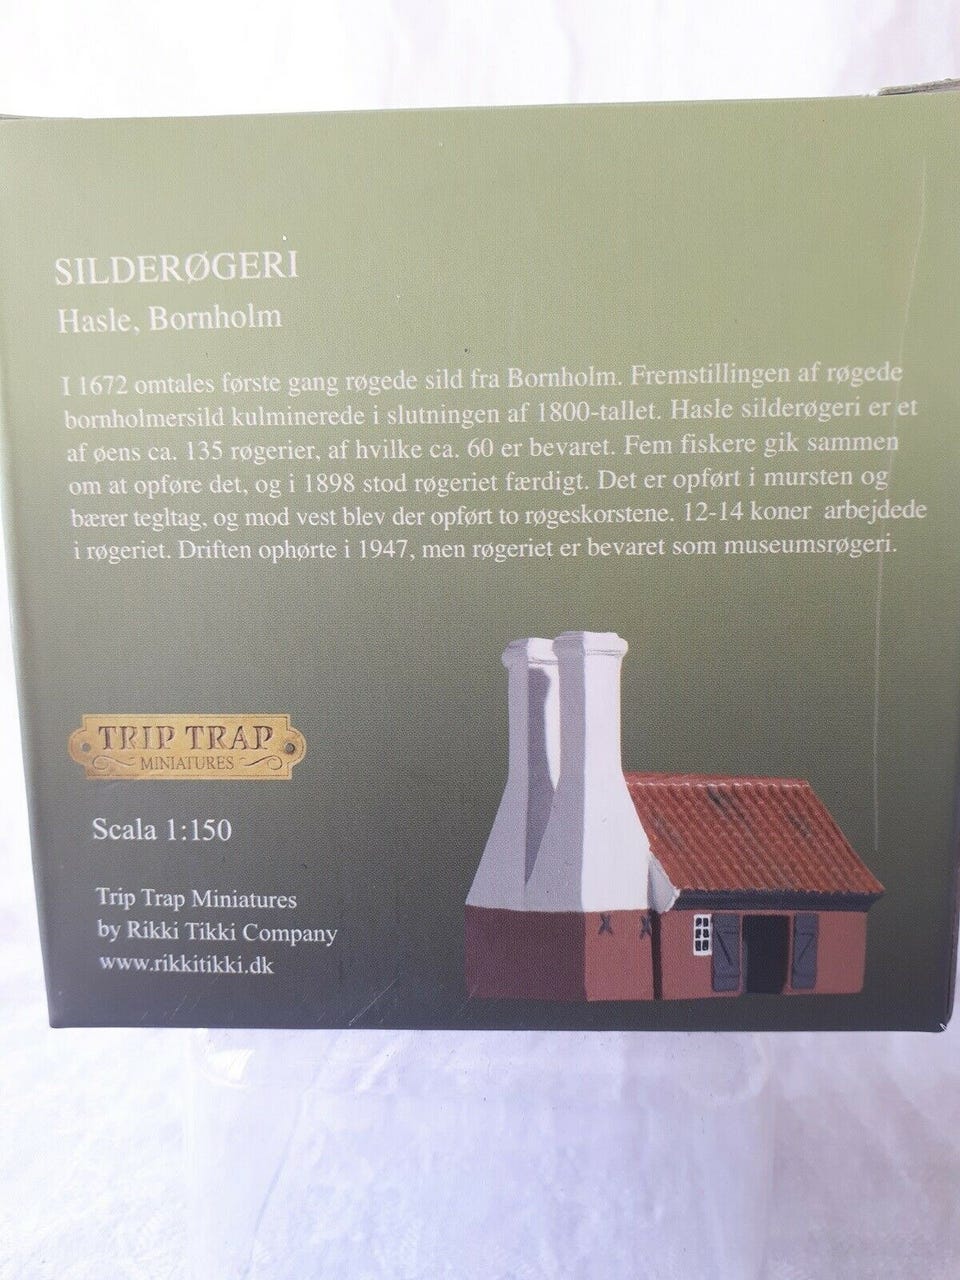 SILDERØGERI
Hasle, Bornholm
I 1672 omtales første gang røgede sild fra Bornholm. Fremstillingen af røgede
bornholmersild kulminerede i slutningen af 1800-tallet. Hasle silderøgeri er et
af øens ca. 135 røgerier, af hvilke ca. 60 er bevaret. Fem fiskere gik sammen
om at opføre det, og i 1898 stod røgeriet færdigt. Det er opført i mursten og
bærer tegltag, og mod vest blev der opført to røgeskorstene. 12-14 koner arbejdede
i røgeriet. Driften ophørte i 1947, men røgeriet er bevaret som museumsrøgeri.
TRIP TRAP
MINIATURES
Scala 1:150
Trip Trap Miniatures
by Rikki Tikki Company
www.rikkitikki.dk